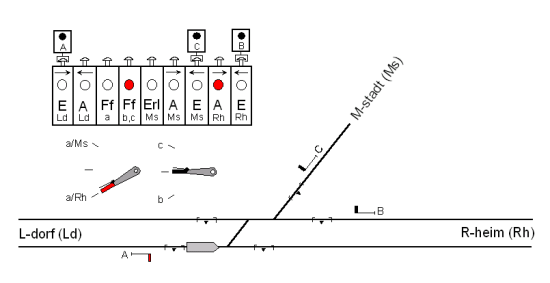 A
C
B
E A Ff Ff Erl A E A E
Ld Ld a b,c Ms Ms Ms Rh Rh
a/Ms
c
a/Rh
b
M-stadt (Ms)
C
B
L-dorf (Ld)
R-heim (Rh)
A